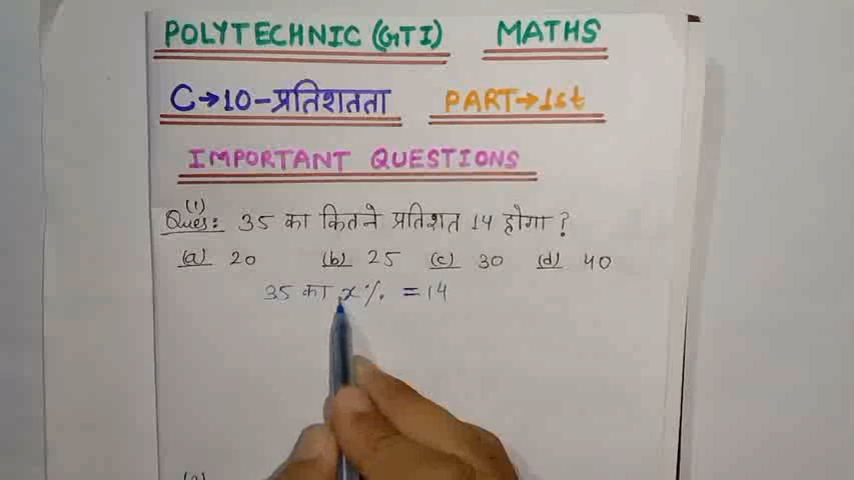 POLYTECHNIC (GTI) MATHS
C→10-प्रतिशतता PART→1st
IMPORTANT QUESTIONS
(1)
Ques: 35 का कितने प्रतिशत 14 होगा ?
(a) 20 (b) 25 (c) 30 (d) 40
35 का x% = 14